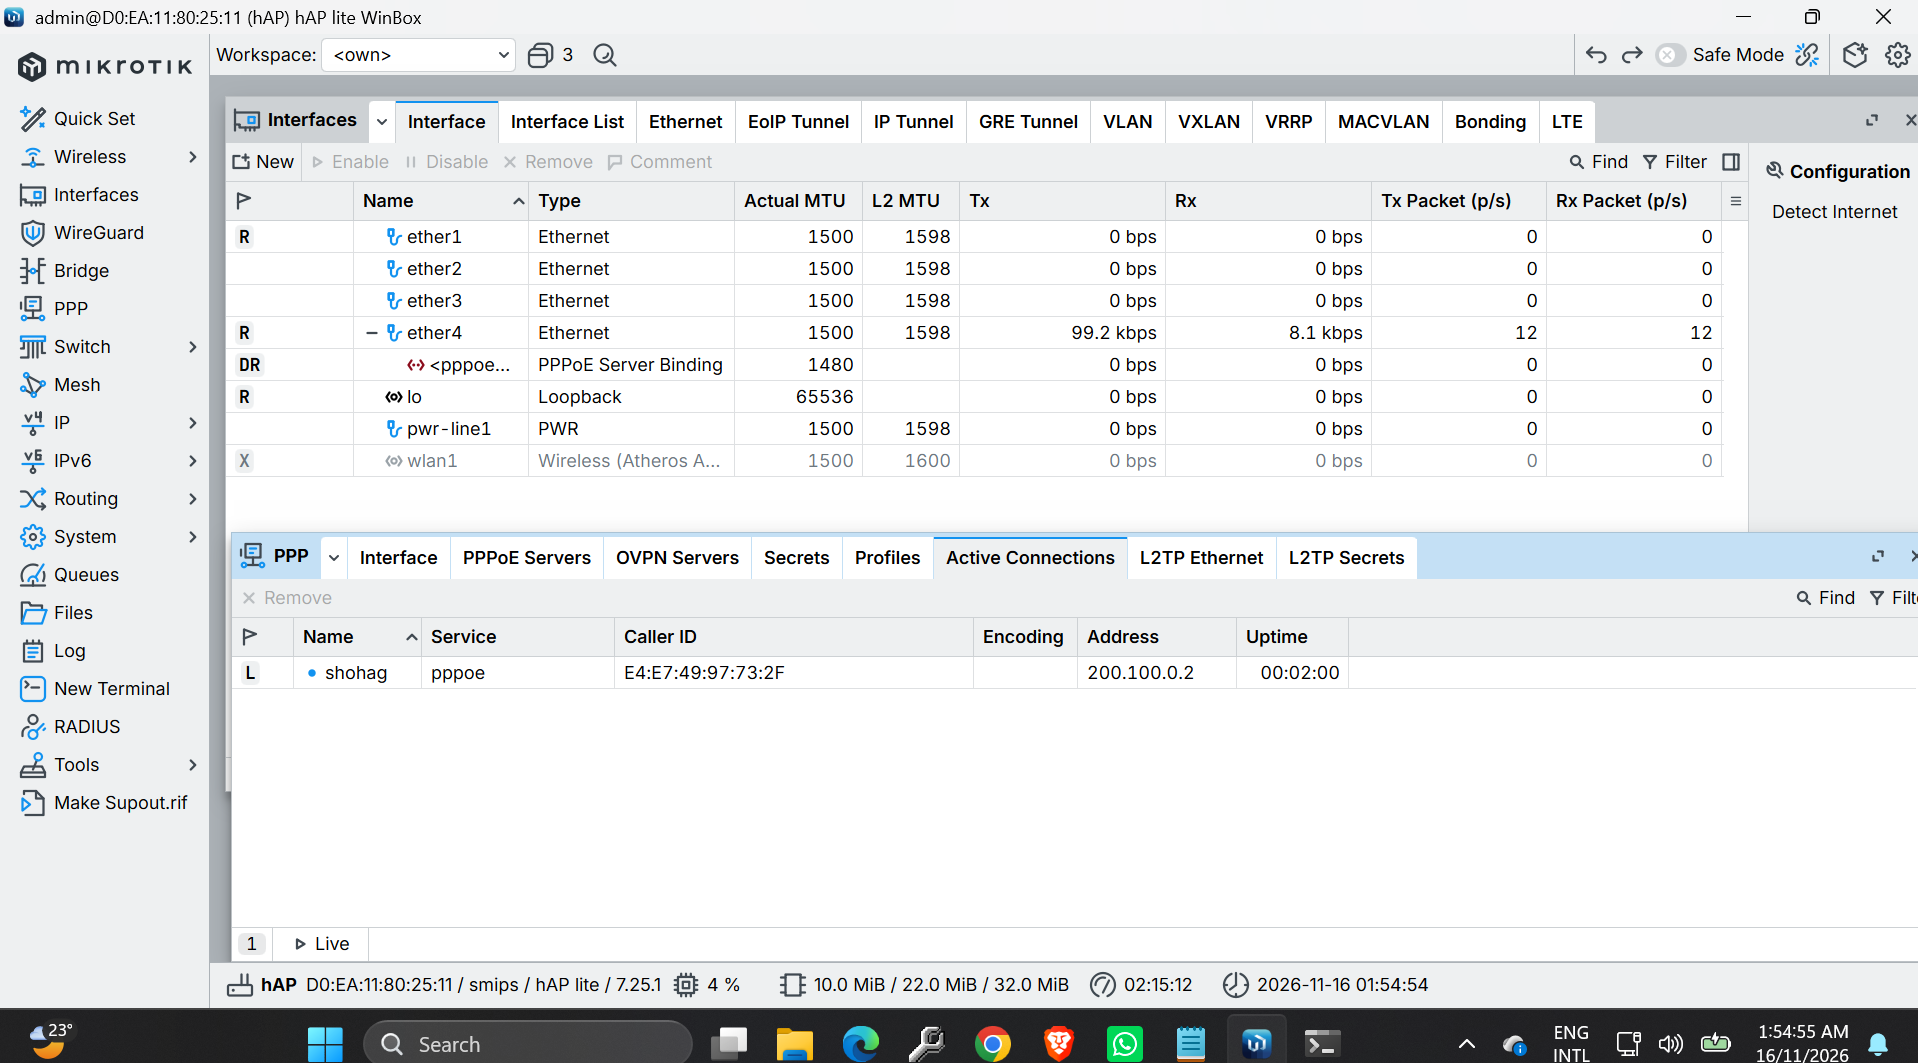 admin@D0:EA:11:80:25:11 (hAP) hAP lite WinBox
MIKROTIK
Workspace: <own> 3 Safe Mode
Quick Set
Wireless
Interfaces
WireGuard
Bridge
PPP
Switch
Mesh
IP
IPv6
Routing
System
Queues
Files
Log
New Terminal
RADIUS
Tools
Make Supout.rif
Interfaces Interface Interface List Ethernet EoIP Tunnel IP Tunnel GRE Tunnel VLAN VXLAN VRRP MACVLAN Bonding LTE
New Enable Disable Remove Comment Find Filter
Configuration
Detect Internet
Name Type Actual MTU L2 MTU Tx Rx Tx Packet (p/s) Rx Packet (p/s)
R ether1 Ethernet 1500 1598 0 bps 0 bps 0 0
ether2 Ethernet 1500 1598 0 bps 0 bps 0 0
ether3 Ethernet 1500 1598 0 bps 0 bps 0 0
R ether4 Ethernet 1500 1598 99.2 kbps 8.1 kbps 12 12
DR <pppoe... PPPoE Server Binding 1480 0 bps 0 bps 0 0
R lo Loopback 65536 0 bps 0 bps 0 0
pwr-line1 PWR 1500 1598 0 bps 0 bps 0 0
X wlan1 Wireless (Atheros A... 1500 1600 0 bps 0 bps 0 0
PPP Interface PPPoE Servers OVPN Servers Secrets Profiles Active Connections L2TP Ethernet L2TP Secrets
Remove Find Filte
Name Service Caller ID Encoding Address Uptime
L shohag pppoe E4:E7:49:97:73:2F 200.100.0.2 00:02:00
1 Live
hAP D0:EA:11:80:25:11 / smips / hAP lite / 7.25.1 4 % 10.0 MiB / 22.0 MiB / 32.0 MiB 02:15:12 2026-11-16 01:54:54
23°
Search
ENG
INTL
1:54:55 AM
16/11/2026